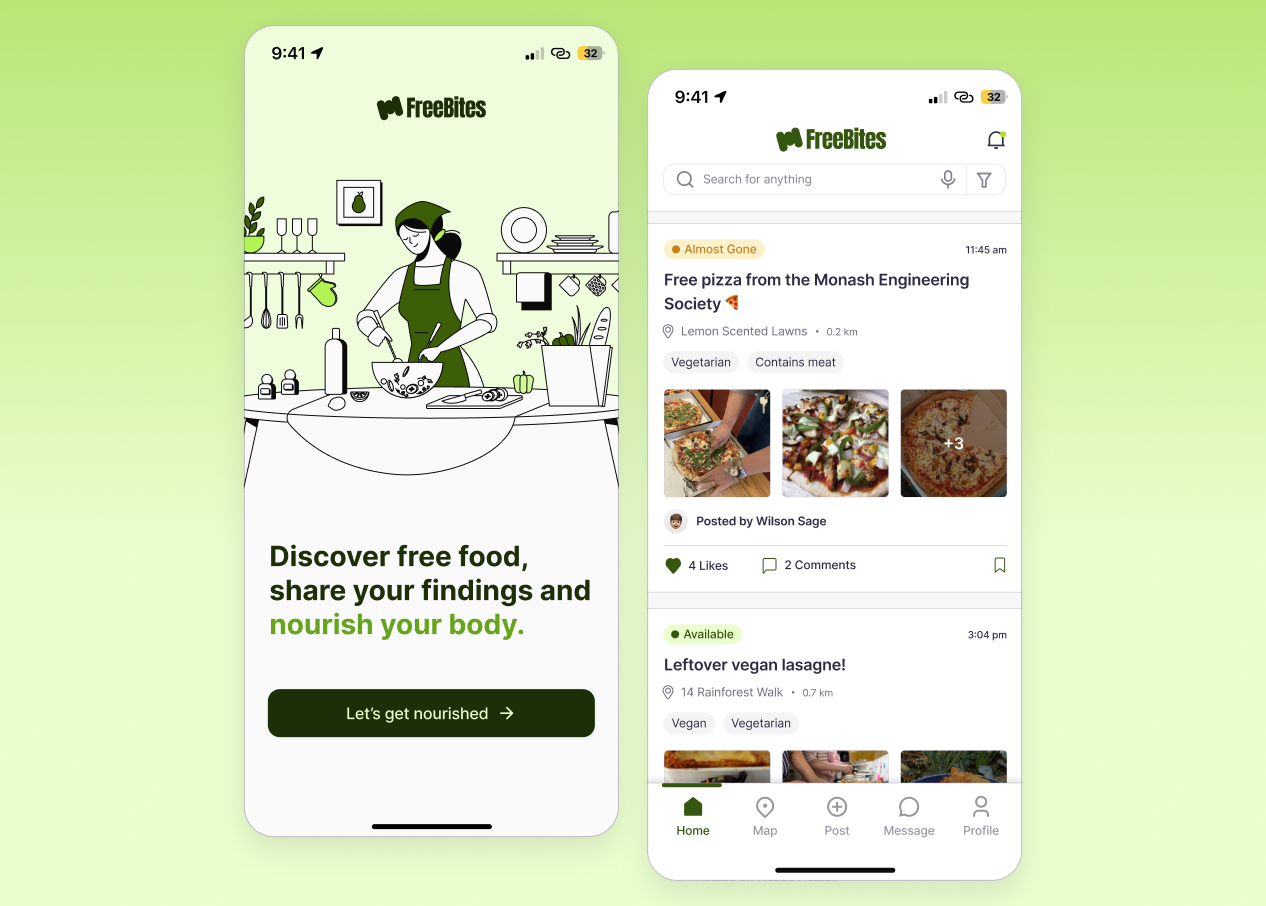 9:41
32
FreeBites
Discover free food,
share your findings and
nourish your body.
Let’s get nourished
9:41
32
FreeBites
Search for anything
Almost Gone
11:45 am
Free pizza from the Monash Engineering
Society
Lemon Scented Lawns • 0.2 km
Vegetarian
Contains meat
+3
Posted by Wilson Sage
4 Likes
2 Comments
Available
3:04 pm
Leftover vegan lasagne!
14 Rainforest Walk • 0.7 km
Vegan
Vegetarian
Home
Map
Post
Message
Profile